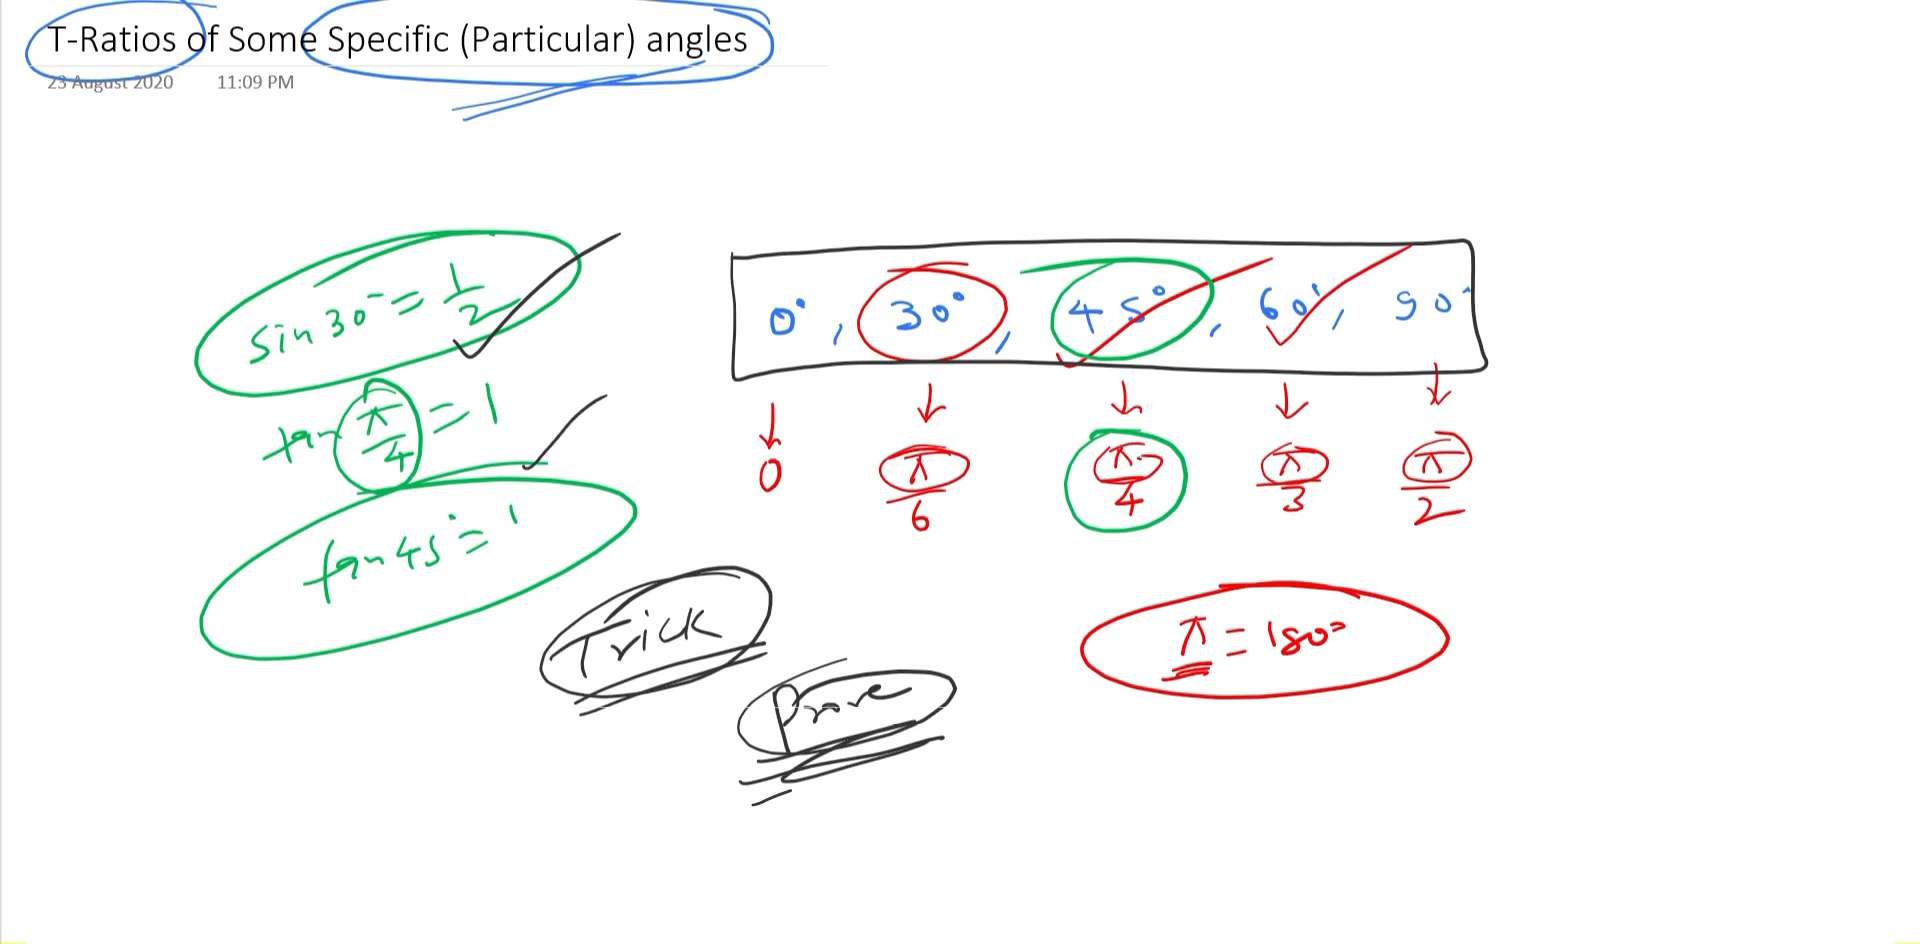 T-Ratios of Some Specific (Particular) angles
23 August 2020 11:09 PM
sin 30° = 1/2
0°, 30°, 45°, 60°, 90°
tan π/4 = 1
0 π/6 π/4 π/3 π/2
tan 45° = 1
Trick
π = 180°
Prove